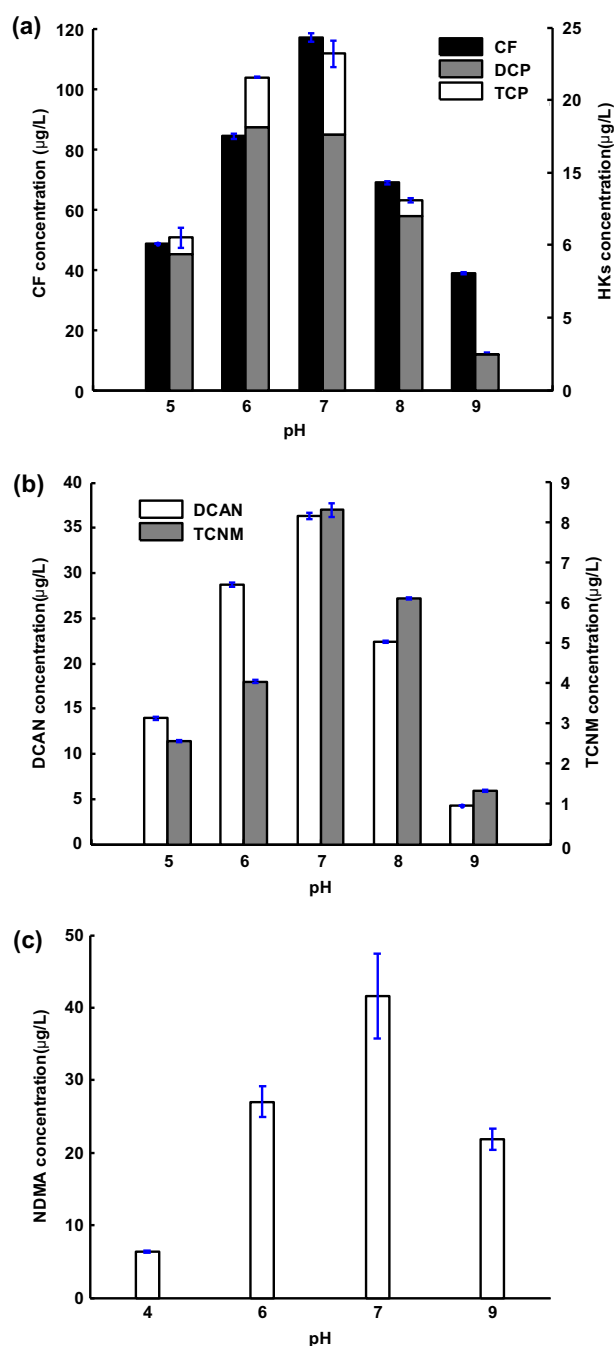 (a)
CF
DCP
TCP
CF concentration (μg/L)
HKs concentration(μg/L)
120
100
80
60
40
20
0
25
22
15
6
5
0
5 6 7 8 9
pH
(b)
DCAN
TCNM
DCAN concentration(μg/L)
TCNM concentration(μg/L)
40
35
30
25
20
15
10
5
0
9
8
7
6
5
4
3
2
1
0
5 6 7 8 9
pH
(c)
NDMA concentration(μg/L)
50
40
30
20
10
0
4 6 7 9
pH